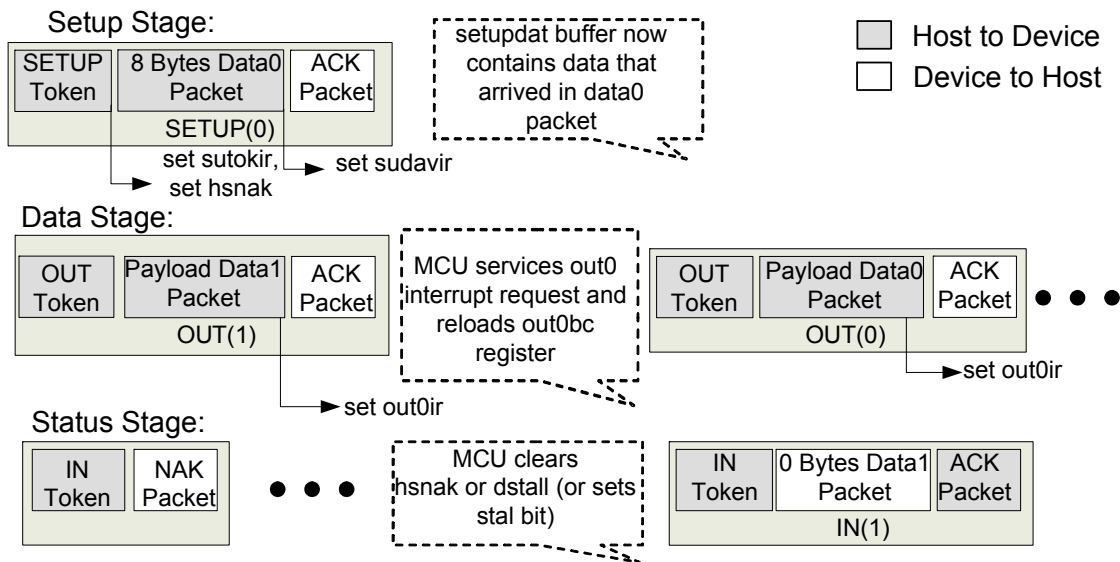 Setup Stage:
SETUP
Token
8 Bytes Data0
Packet
ACK
Packet
SETUP(0)
set sutokir,
set hsnak
set sudavir
setupdat buffer now
contains data that
arrived in data0
packet
Host to Device
Device to Host
Data Stage:
OUT
Token
Payload Data1
Packet
ACK
Packet
OUT(1)
set out0ir
MCU services out0
interrupt request and
reloads out0bc
register
OUT
Token
Payload Data0
Packet
ACK
Packet
OUT(0)
set out0ir
Status Stage:
IN
Token
NAK
Packet
MCU clears
hsnak or dstall (or sets
stal bit)
IN
Token
0 Bytes Data1
Packet
ACK
Packet
IN(1)